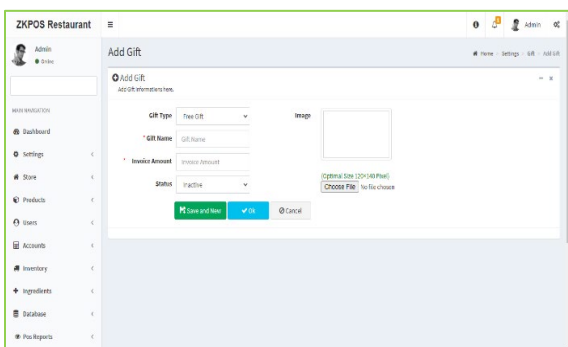 ZKPOS Restaurant
Admin
Admin
Online
Add Gift
Home
Settings
Gift
Add Gift
Add Gift
Add Gift informations here.
MAIN NAVIGATION
Dashboard
Settings
Store
Products
Users
Accounts
Inventory
Ingredients
Database
Pos Reports
Gift Type
Free Gift
* Gift Name
Gift Name
* Invoice Amount
Invoice Amount
Status
Inactive
Image
(Optimal Size 120×140 Pixel)
Choose File No file chosen
Save and New
Ok
Cancel